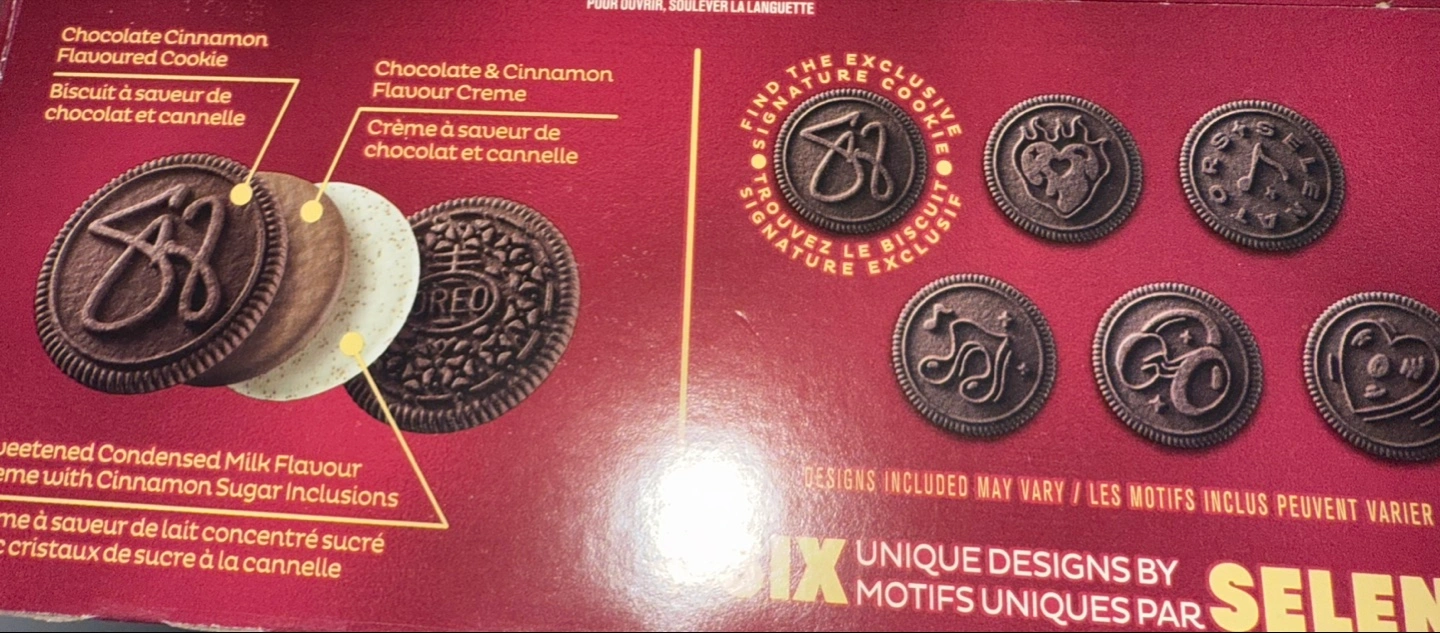 POUR OUVRIR, SOULEVER LA LANGUETTE
Chocolate Cinnamon
Flavoured Cookie
Biscuit à saveur de
chocolat et cannelle
Chocolate & Cinnamon
Flavour Creme
Crème à saveur de
chocolat et cannelle
OREO
Condensed Milk Flavour
with Cinnamon Sugar Inclusions
à saveur de lait concentré sucré
cristaux de sucre à la cannelle
FIND THE EXCLUSIVE
SIGNATURE COOKIE
TROUVEZ LE BISCUIT
SIGNATURE EXCLUSIF
SELENATORS
DESIGNS INCLUDED MAY VARY / LES MOTIFS INCLUS PEUVENT VARIER
UNIQUE DESIGNS BY
MOTIFS UNIQUES PAR
SELEN